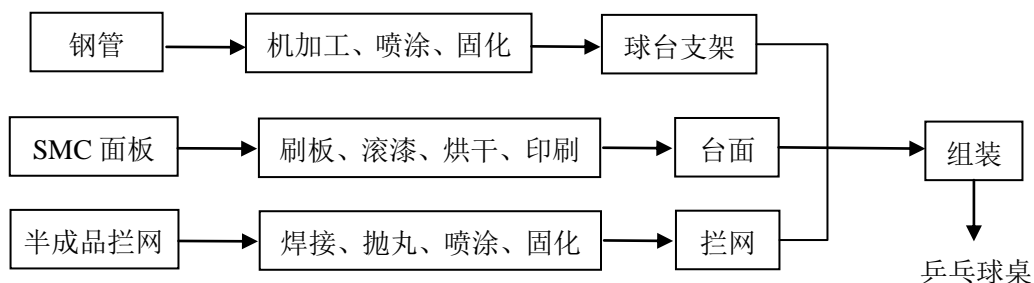 钢管
机加工、喷涂、固化
球台支架
SMC 面板
刷板、滚漆、烘干、印刷
台面
组装
半成品拦网
焊接、抛丸、喷涂、固化
拦网
乒乓球桌